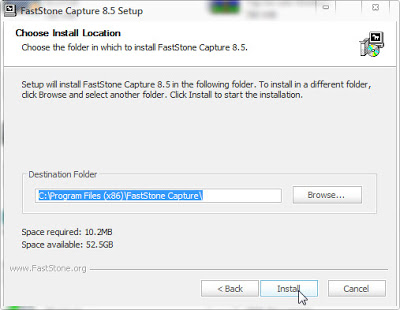 FastStone Capture 8.5 Setup
Choose Install Location
Choose the folder in which to install FastStone Capture 8.5.
Setup will install FastStone Capture 8.5 in the following folder. To install in a different folder,
click Browse and select another folder. Click Install to start the installation.
Destination Folder
C:\Program Files (x86)\FastStone Capture\
Browse...
Space required: 10.2MB
Space available: 52.5GB
www.FastStone.org
< Back
Install
Cancel